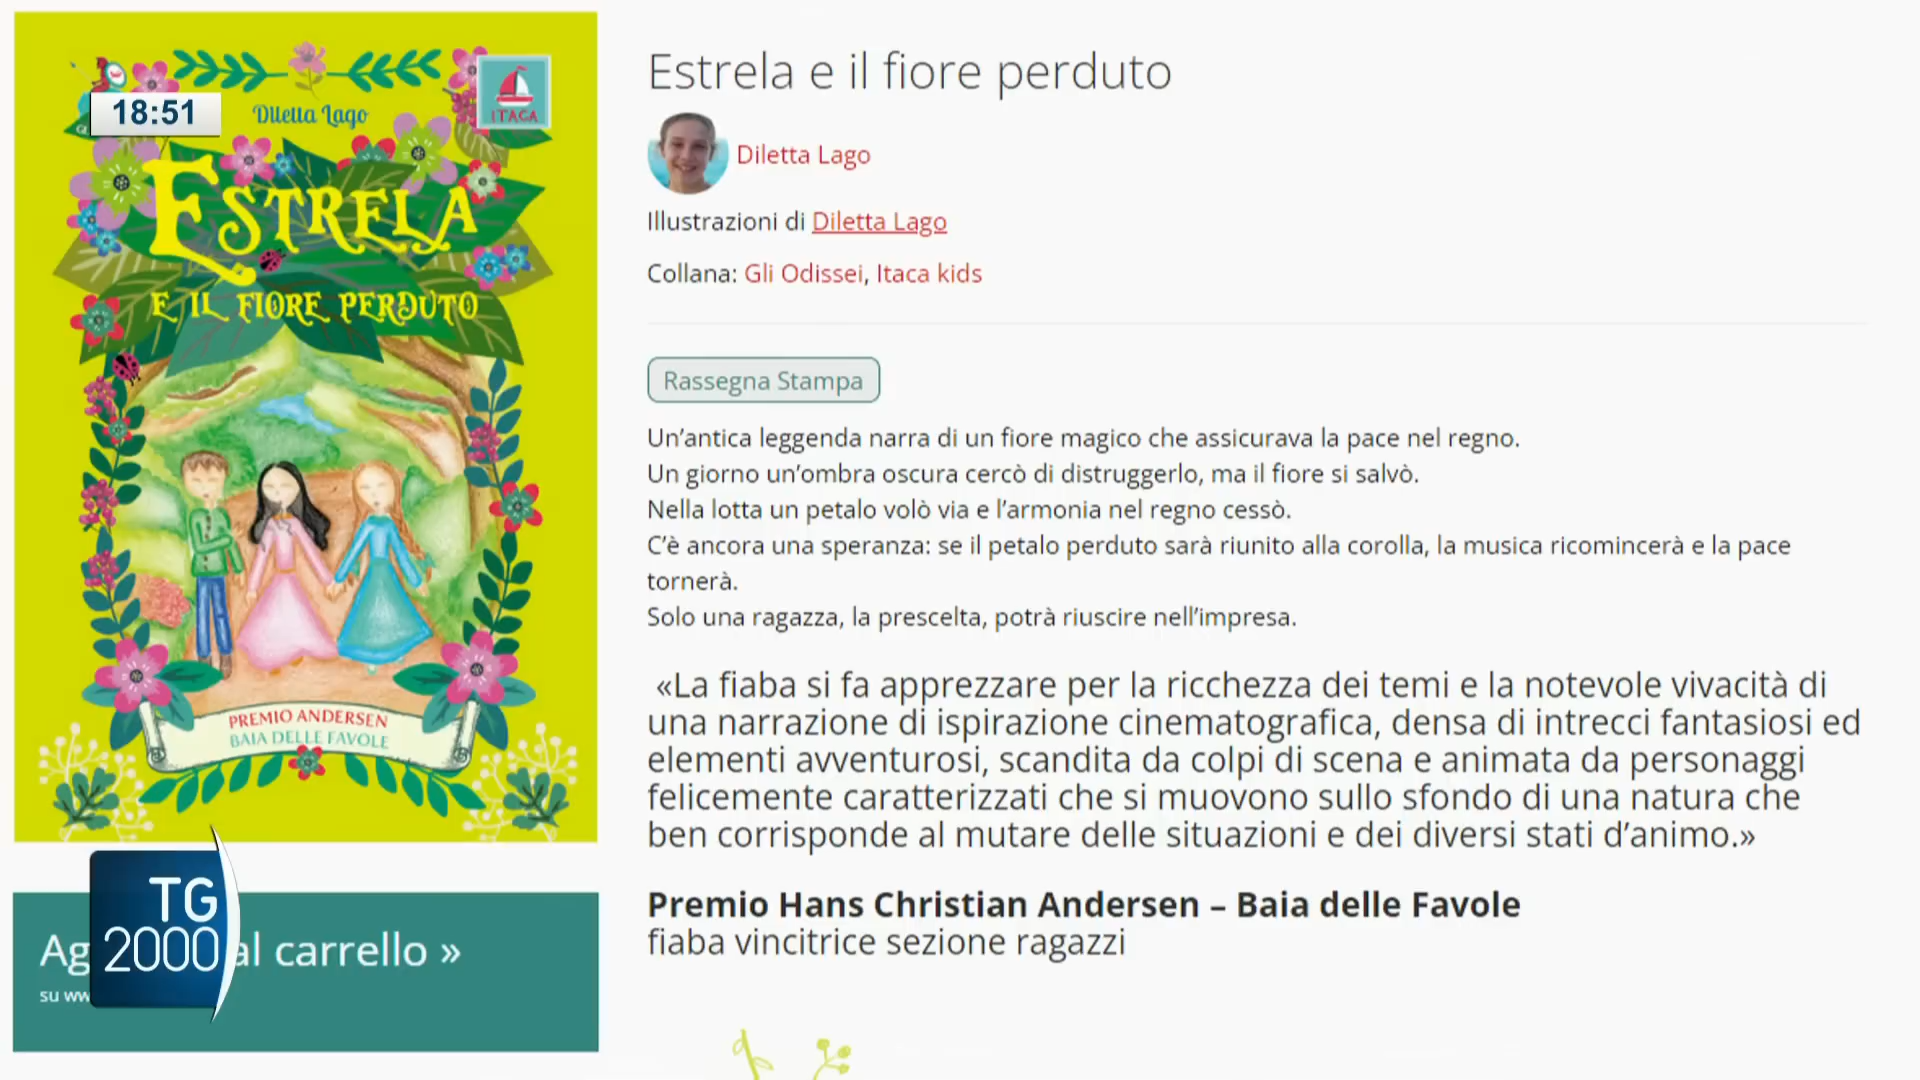 18:51
Diletta Lago
ITACA
ESTRELA
E IL FIORE PERDUTO
PREMIO ANDERSEN
BAIA DELLE FAVOLE
TG
2000
al carrello »
su
Estrela e il fiore perduto
Diletta Lago
Illustrazioni di Diletta Lago
Collana: Gli Odissei, Itaca kids
Rassegna Stampa
Un’antica leggenda narra di un fiore magico che assicurava la pace nel regno.
Un giorno un’ombra oscura cercò di distruggerlo, ma il fiore si salvò.
Nella lotta un petalo volò via e l’armonia nel regno cessò.
C’è ancora una speranza: se il petalo perduto sarà riunito alla corolla, la musica ricomincerà e la pace
tornerà.
Solo una ragazza, la prescelta, potrà riuscire nell’impresa.
«La fiaba si fa apprezzare per la ricchezza dei temi e la notevole vivacità di
una narrazione di ispirazione cinematografica, densa di intrecci fantasiosi ed
elementi avventurosi, scandita da colpi di scena e animata da personaggi
felicemente caratterizzati che si muovono sullo sfondo di una natura che
ben corrisponde al mutare delle situazioni e dei diversi stati d’animo.»
Premio Hans Christian Andersen – Baia delle Favole
fiaba vincitrice sezione ragazzi